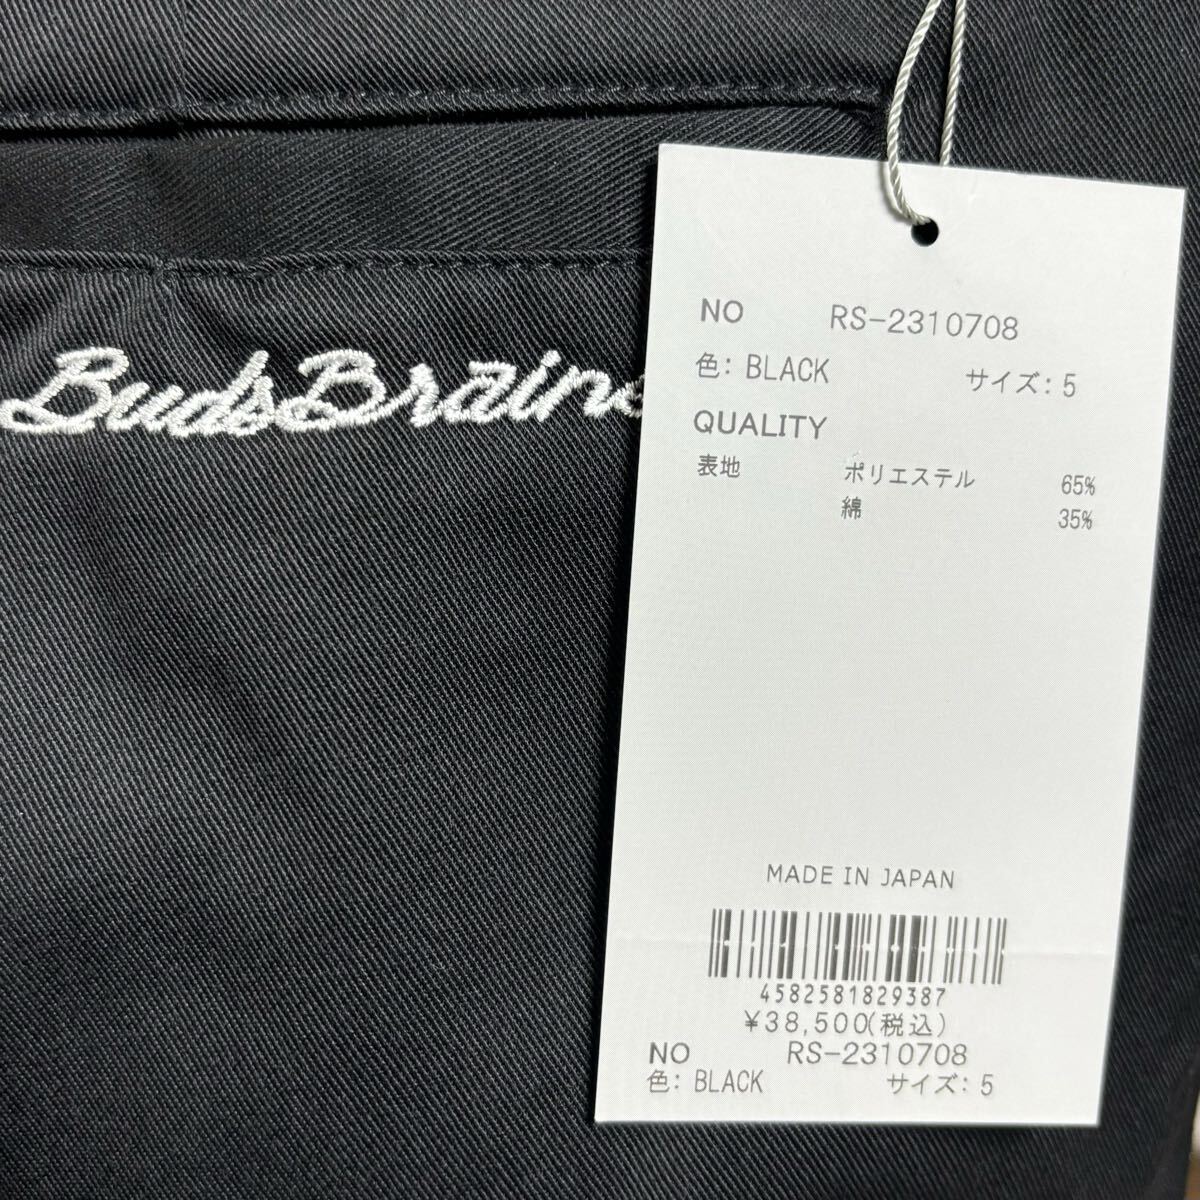 BudsBrains
NO RS-2310708
色: BLACK サイズ: 5
QUALITY
表地 ポリエステル 65%
綿 35%
MADE IN JAPAN
4582581829387
¥38,500(税込)
NO RS-2310708
色: BLACK サイズ: 5